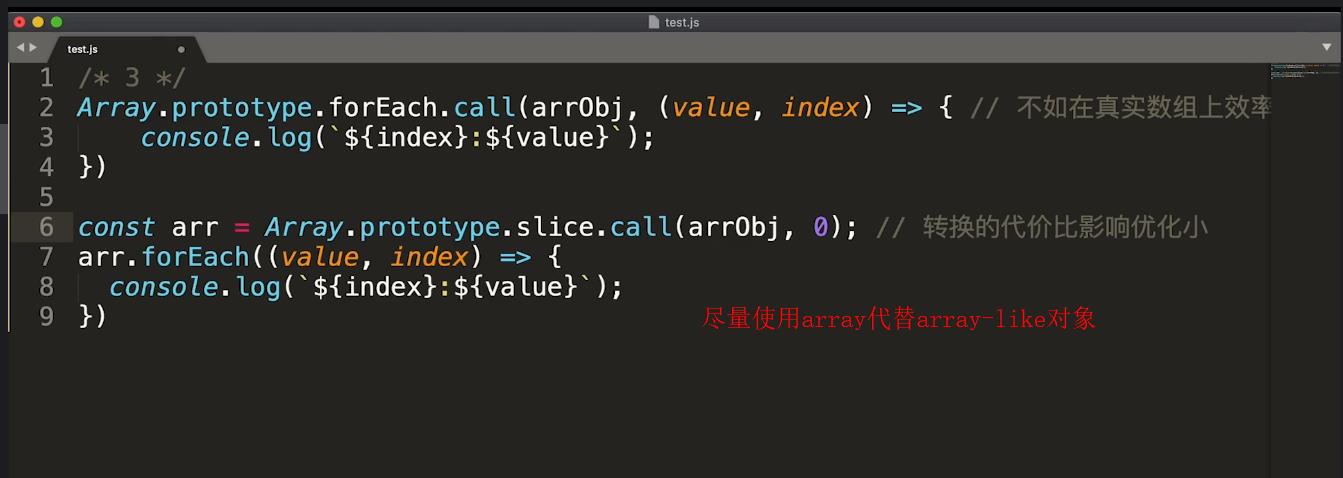 test.js
test.js
1 /* 3 */
2 Array.prototype.forEach.call(arrObj, (value, index) => { // 不如在真实数组上效率
3 console.log(`${index}:${value}`);
4 })
5
6 const arr = Array.prototype.slice.call(arrObj, 0); // 转换的代价比影响优化小
7 arr.forEach((value, index) => {
8 console.log(`${index}:${value}`);
9 })
尽量使用array代替array-like对象